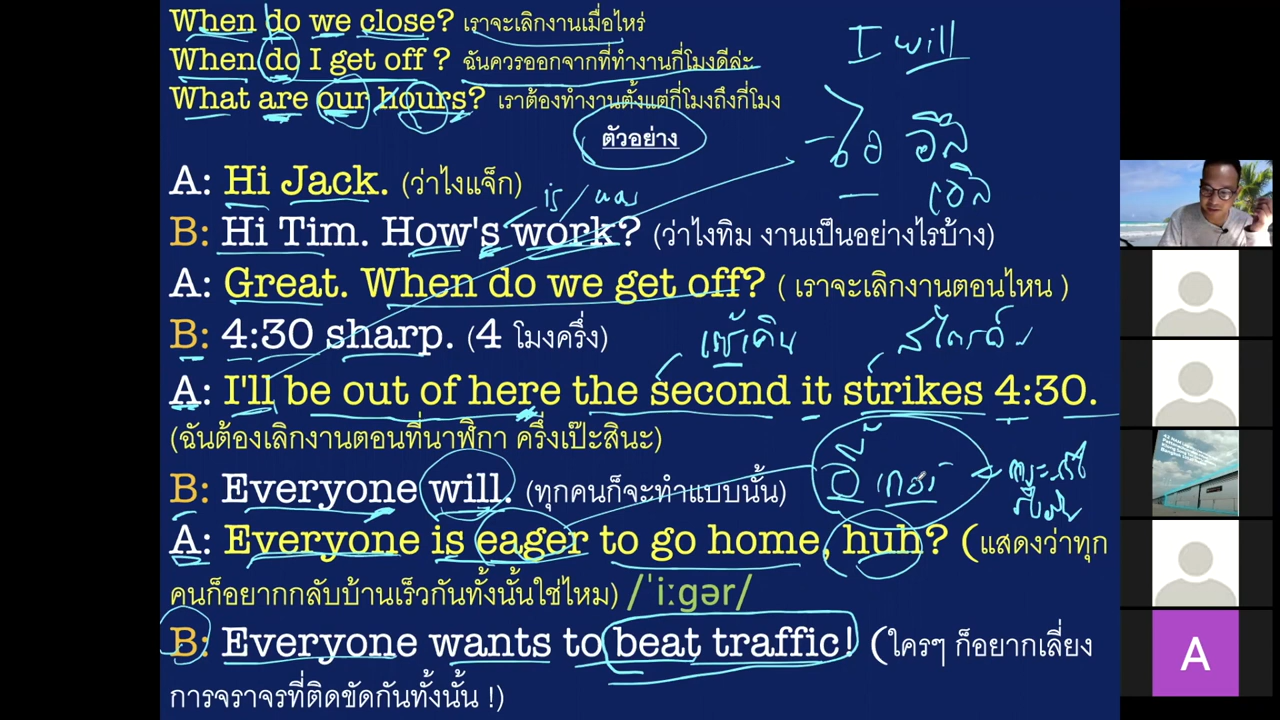 When do we close? เราจะเลิกงานเมื่อไหร่
When do I get off ? ฉันควรออกจากที่ทำงานกี่โมงดีล่ะ
What are our hours? เราต้องทำงานตั้งแต่กี่โมงถึงกี่โมง
I will
ตัวอย่าง
ไอ อึล
เอิล
A: Hi Jack. (ว่าไงแจ็ก)
is /
B: Hi Tim. How's work? (ว่าไงทิม งานเป็นอย่างไรบ้าง)
A: Great. When do we get off? ( เราจะเลิกงานตอนไหน )
B: 4:30 sharp. (4 โมงครึ่ง)
A: I'll be out of here the second it strikes 4:30.
(ฉันต้องเลิกงานตอนที่นาฬิกา ครึ่งเป๊ะสินะ)
B: Everyone will. (ทุกคนก็จะทำแบบนั้น)
A: Everyone is eager to go home, huh? (แสดงว่าทุก
คนก็อยากกลับบ้านเร็วกันทั้งนั้นใช่ไหม) /ˈiːɡər/
B: Everyone wants to beat traffic! (ใครๆ ก็อยากเลี่ยง
การจราจรที่ติดขัดกันทั้งนั้น !)
A